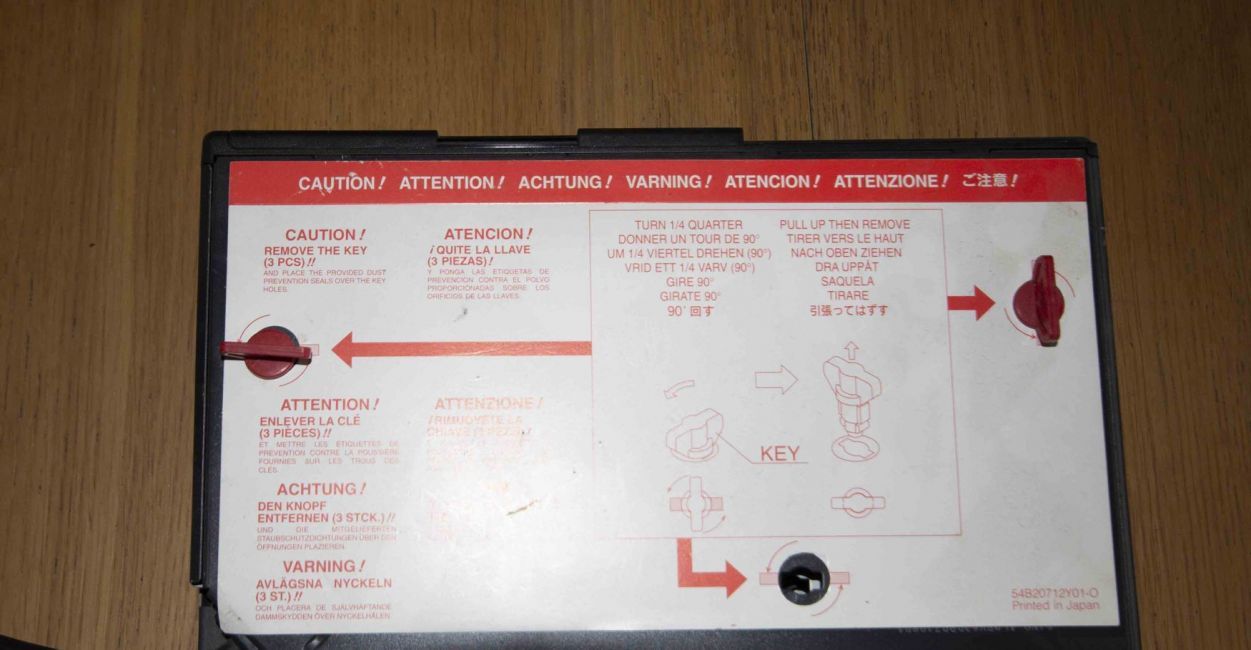 CAUTION! ATTENTION! ACHTUNG! VARNING! ATENCION! ATTENZIONE! ご注意!
CAUTION!
REMOVE THE KEY
(3 PCS)!!
AND PLACE THE PROVIDED DUST
PREVENTION SEALS OVER THE KEY
HOLES.
ATENCION!
¡QUITE LA LLAVE
(3 PIEZAS)!
Y PONGA LAS ETIQUETAS DE
PREVENCION CONTRA EL POLVO
PROPORCIONADAS SOBRE LOS
ORIFICIOS DE LAS LLAVES.
ATTENTION!
ENLEVER LA CLÉ
(3 PIÈCES)!!
ET METTRE LES ÉTIQUETTES DE
PREVENTION CONTRE LA POUSSIÈRE
FOURNIES SUR LES TROUS DES
CLÉS.
ATTENZIONE!
ACHTUNG!
DEN KNOPF
ENTFERNEN (3 STCK.)!!
UND DIE MITGELIEFERTEN
STAUBSCHUTZDICHTUNGEN ÜBER DEN
ÖFFNUNGEN PLAZIEREN.
VARNING!
AVLÄGSNA NYCKELN
(3 ST.)!!
OCH PLACERA DE SJÄLVHÄFTANDE
DAMMSKYDDEN ÖVER NYCKELHÅLEN
TURN 1/4 QUARTER
DONNER UN TOUR DE 90°
UM 1/4 VIERTEL DREHEN (90°)
VRID ETT 1/4 VARV (90°)
GIRE 90°
GIRATE 90°
90°回す
PULL UP THEN REMOVE
TIRER VERS LE HAUT
NACH OBEN ZIEHEN
DRA UPPÅT
SAQUELA
TIRARE
引張ってはずす
KEY
54B20712Y01-O
Printed in Japan